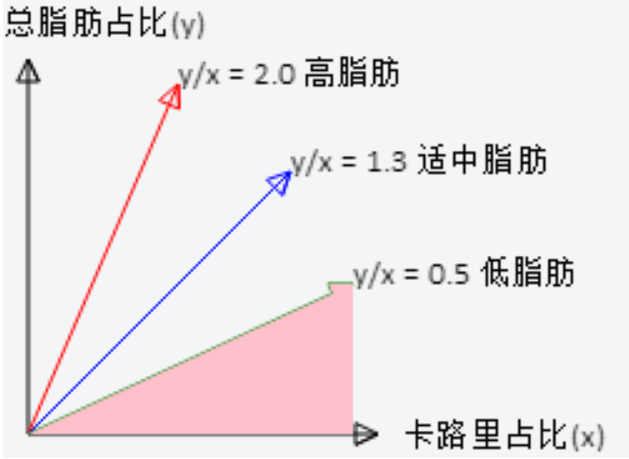 总脂肪占比(y)
y/x = 2.0 高脂肪
y/x = 1.3 适中脂肪
y/x = 0.5 低脂肪
卡路里占比(x)